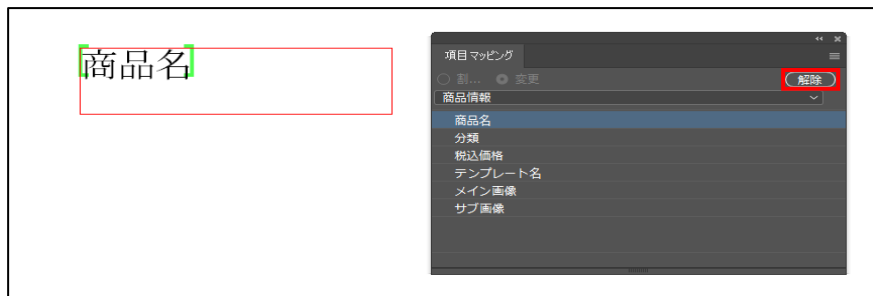 商品名
項目マッピング
割... 変更
解除
商品情報
商品名
分類
税込価格
テンプレート名
メイン画像
サブ画像